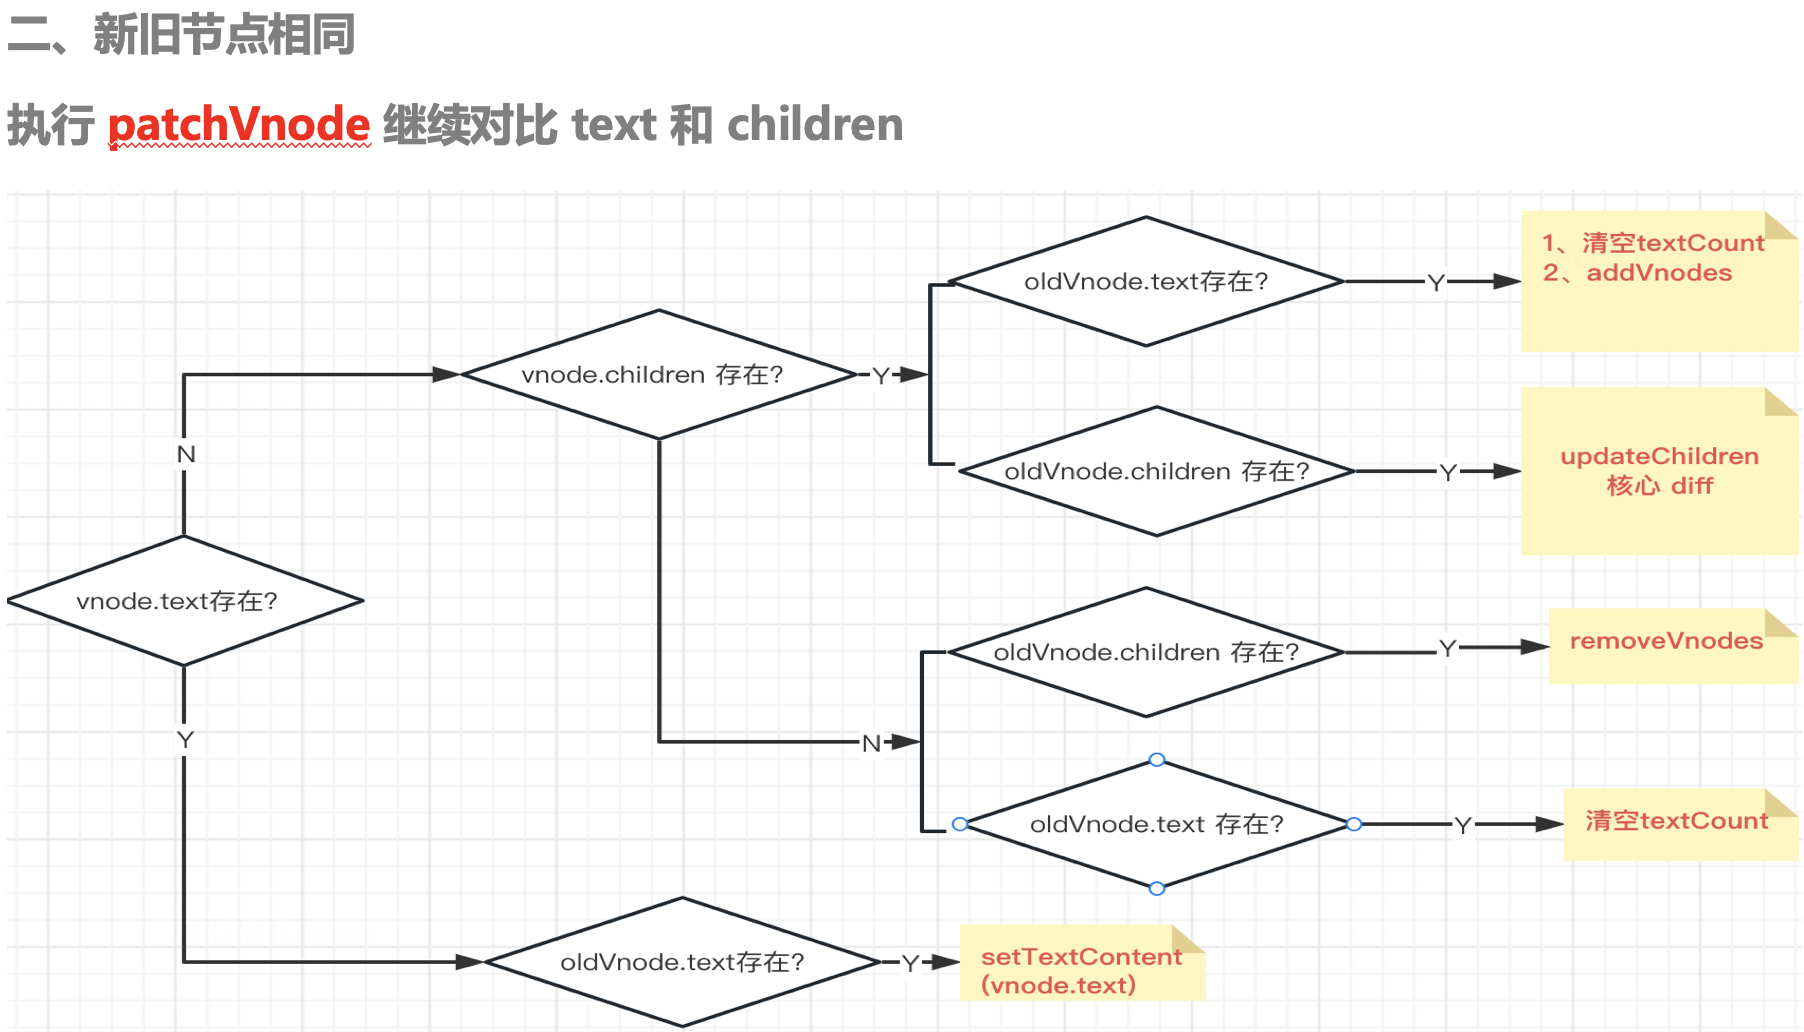 二、新旧节点相同
执行 patchVnode 继续对比 text 和 children
oldVnode.text存在?
Y
1、清空textCount
2、addVnodes
vnode.children 存在?
Y
N
oldVnode.children 存在?
Y
updateChildren
核心 diff
vnode.text存在?
oldVnode.children 存在?
Y
removeVnodes
Y
N
oldVnode.text 存在?
Y
清空textCount
oldVnode.text存在?
Y
setTextContent
(vnode.text)